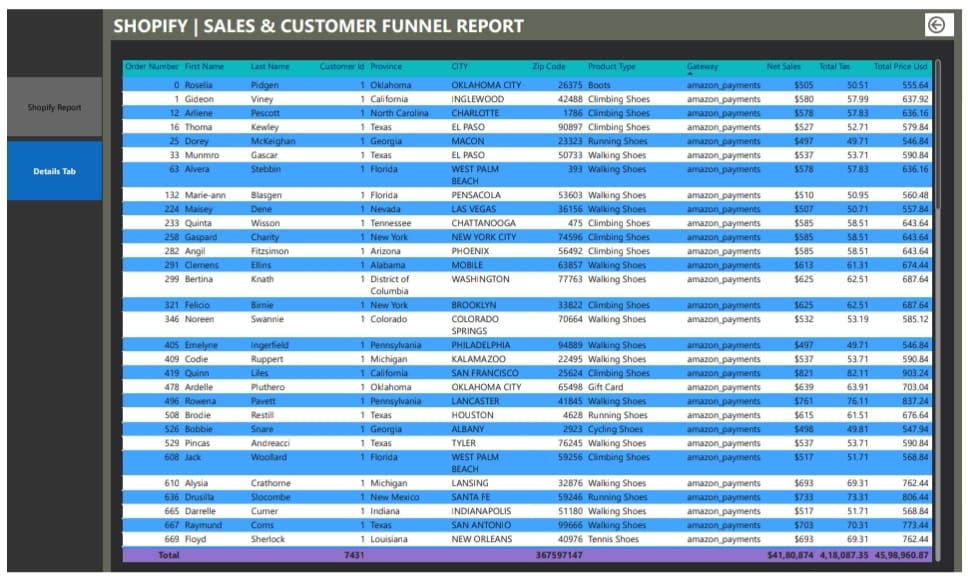 SHOPIFY | SALES & CUSTOMER FUNNEL REPORT
Shopify Report
Details Tab
Order Number First Name Last Name Customer Id Province CITY Zip Code Product Type Gateway Net Sales Total Tax Total Price Usd
0 Roselia Pidgen 1 Oklahoma OKLAHOMA CITY 26375 Boots amazon_payments $505 50.51 555.64
1 Gideon Viney 1 California INGLEWOOD 42488 Climbing Shoes amazon_payments $580 57.99 637.92
12 Arliene Pescott 1 North Carolina CHARLOTTE 1786 Climbing Shoes amazon_payments $578 57.83 636.16
16 Thoma Kewley 1 Texas EL PASO 90897 Climbing Shoes amazon_payments $527 52.71 579.84
25 Dorey McKeighan 1 Georgia MACON 23323 Running Shoes amazon_payments $497 49.71 546.84
33 Munmro Gascar 1 Texas EL PASO 50733 Walking Shoes amazon_payments $537 53.71 590.84
63 Alvera Stebbin 1 Florida WEST PALM 393 Walking Shoes amazon_payments $578 57.83 636.16
BEACH
132 Marie-ann Blasgen 1 Florida PENSACOLA 53603 Walking Shoes amazon_payments $510 50.95 560.48
224 Maisey Dene 1 Nevada LAS VEGAS 36156 Walking Shoes amazon_payments $507 50.71 557.84
233 Quinta Wisson 1 Tennessee CHATTANOOGA 475 Climbing Shoes amazon_payments $585 58.51 643.64
258 Gaspard Charity 1 New York NEW YORK CITY 74596 Climbing Shoes amazon_payments $585 58.51 643.64
282 Angil Fitzsimon 1 Arizona PHOENIX 56492 Climbing Shoes amazon_payments $585 58.51 643.64
291 Clemens Ellins 1 Alabama MOBILE 63857 Walking Shoes amazon_payments $613 61.31 674.44
299 Bertina Knath 1 District of WASHINGTON 77763 Walking Shoes amazon_payments $625 62.51 687.64
Columbia
321 Felicio Birnie 1 New York BROOKLYN 33822 Climbing Shoes amazon_payments $625 62.51 687.64
346 Noreen Swannie 1 Colorado COLORADO 70664 Walking Shoes amazon_payments $532 53.19 585.12
SPRINGS
405 Emelyne Ingerfield 1 Pennsylvania PHILADELPHIA 94889 Walking Shoes amazon_payments $497 49.71 546.84
409 Codie Ruppert 1 Michigan KALAMAZOO 22495 Walking Shoes amazon_payments $537 53.71 590.84
419 Quinn Liles 1 California SAN FRANCISCO 25624 Climbing Shoes amazon_payments $821 82.11 903.24
478 Ardelle Pluthero 1 Oklahoma OKLAHOMA CITY 65498 Gift Card amazon_payments $639 63.91 703.04
496 Rowena Pavett 1 Pennsylvania LANCASTER 41845 Walking Shoes amazon_payments $761 76.11 837.24
508 Brodie Restill 1 Texas HOUSTON 4628 Running Shoes amazon_payments $615 61.51 676.64
526 Bobbie Snare 1 Georgia ALBANY 2923 Cycling Shoes amazon_payments $498 49.81 547.94
529 Pincas Andreacci 1 Texas TYLER 76245 Walking Shoes amazon_payments $537 53.71 590.84
608 Jack Woollard 1 Florida WEST PALM 59256 Climbing Shoes amazon_payments $517 51.71 568.84
BEACH
610 Alysia Crathorne 1 Michigan LANSING 32876 Walking Shoes amazon_payments $693 69.31 762.44
636 Drusilla Slocombe 1 New Mexico SANTA FE 59246 Running Shoes amazon_payments $733 73.31 806.44
665 Darrelle Curner 1 Indiana INDIANAPOLIS 51180 Walking Shoes amazon_payments $517 51.71 568.84
667 Raymund Corns 1 Texas SAN ANTONIO 99666 Walking Shoes amazon_payments $703 70.31 773.44
669 Floyd Sherlock 1 Louisiana NEW ORLEANS 40976 Tennis Shoes amazon_payments $693 69.31 762.44
Total 7431 367597147 $41,80,874 4,18,087.35 45,98,960.87